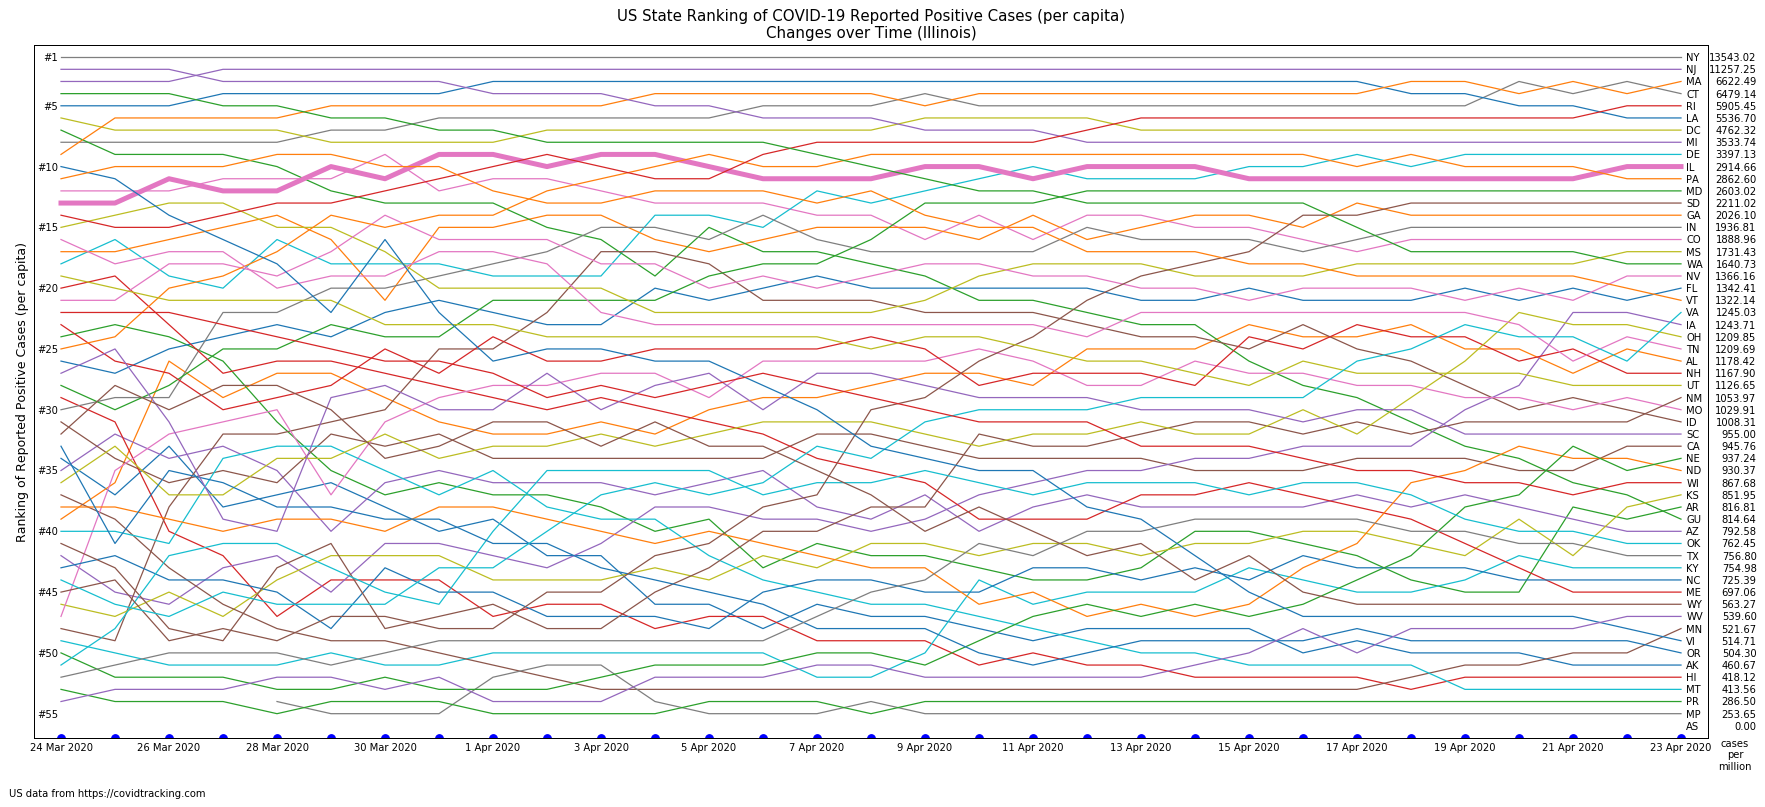 US State Ranking of COVID-19 Reported Positive Cases (per capita)
Changes over Time (Illinois)
Ranking of Reported Positive Cases (per capita)
#1
#5
#10
#15
#20
#25
#30
#35
#40
#45
#50
#55
NY 13543.02
NJ 11257.25
MA 6622.49
CT 6479.14
RI 5905.45
LA 5536.70
DC 4762.32
MI 3533.74
DE 3397.13
IL 2914.66
PA 2862.60
MD 2603.02
SD 2211.02
GA 2026.10
IN 1936.81
CO 1888.96
MS 1731.43
WA 1640.73
NV 1366.16
FL 1342.41
VT 1322.14
VA 1245.03
IA 1243.71
OH 1209.85
TN 1209.69
AL 1178.42
NH 1167.90
UT 1126.65
NM 1053.97
MO 1029.91
ID 1008.31
SC 955.00
CA 945.76
NE 937.24
ND 930.37
WI 867.68
KS 851.95
AR 816.81
GU 814.64
AZ 792.58
OK 762.45
TX 756.80
KY 754.98
NC 725.39
ME 697.06
WY 563.27
WV 539.60
MN 521.67
VI 514.71
OR 504.30
AK 460.67
HI 418.12
MT 413.56
PR 286.50
MP 253.65
AS 0.00
24 Mar 2020 26 Mar 2020 28 Mar 2020 30 Mar 2020 1 Apr 2020 3 Apr 2020 5 Apr 2020 7 Apr 2020 9 Apr 2020 11 Apr 2020 13 Apr 2020 15 Apr 2020 17 Apr 2020 19 Apr 2020 21 Apr 2020 23 Apr 2020
cases
per
million
US data from https://covidtracking.com